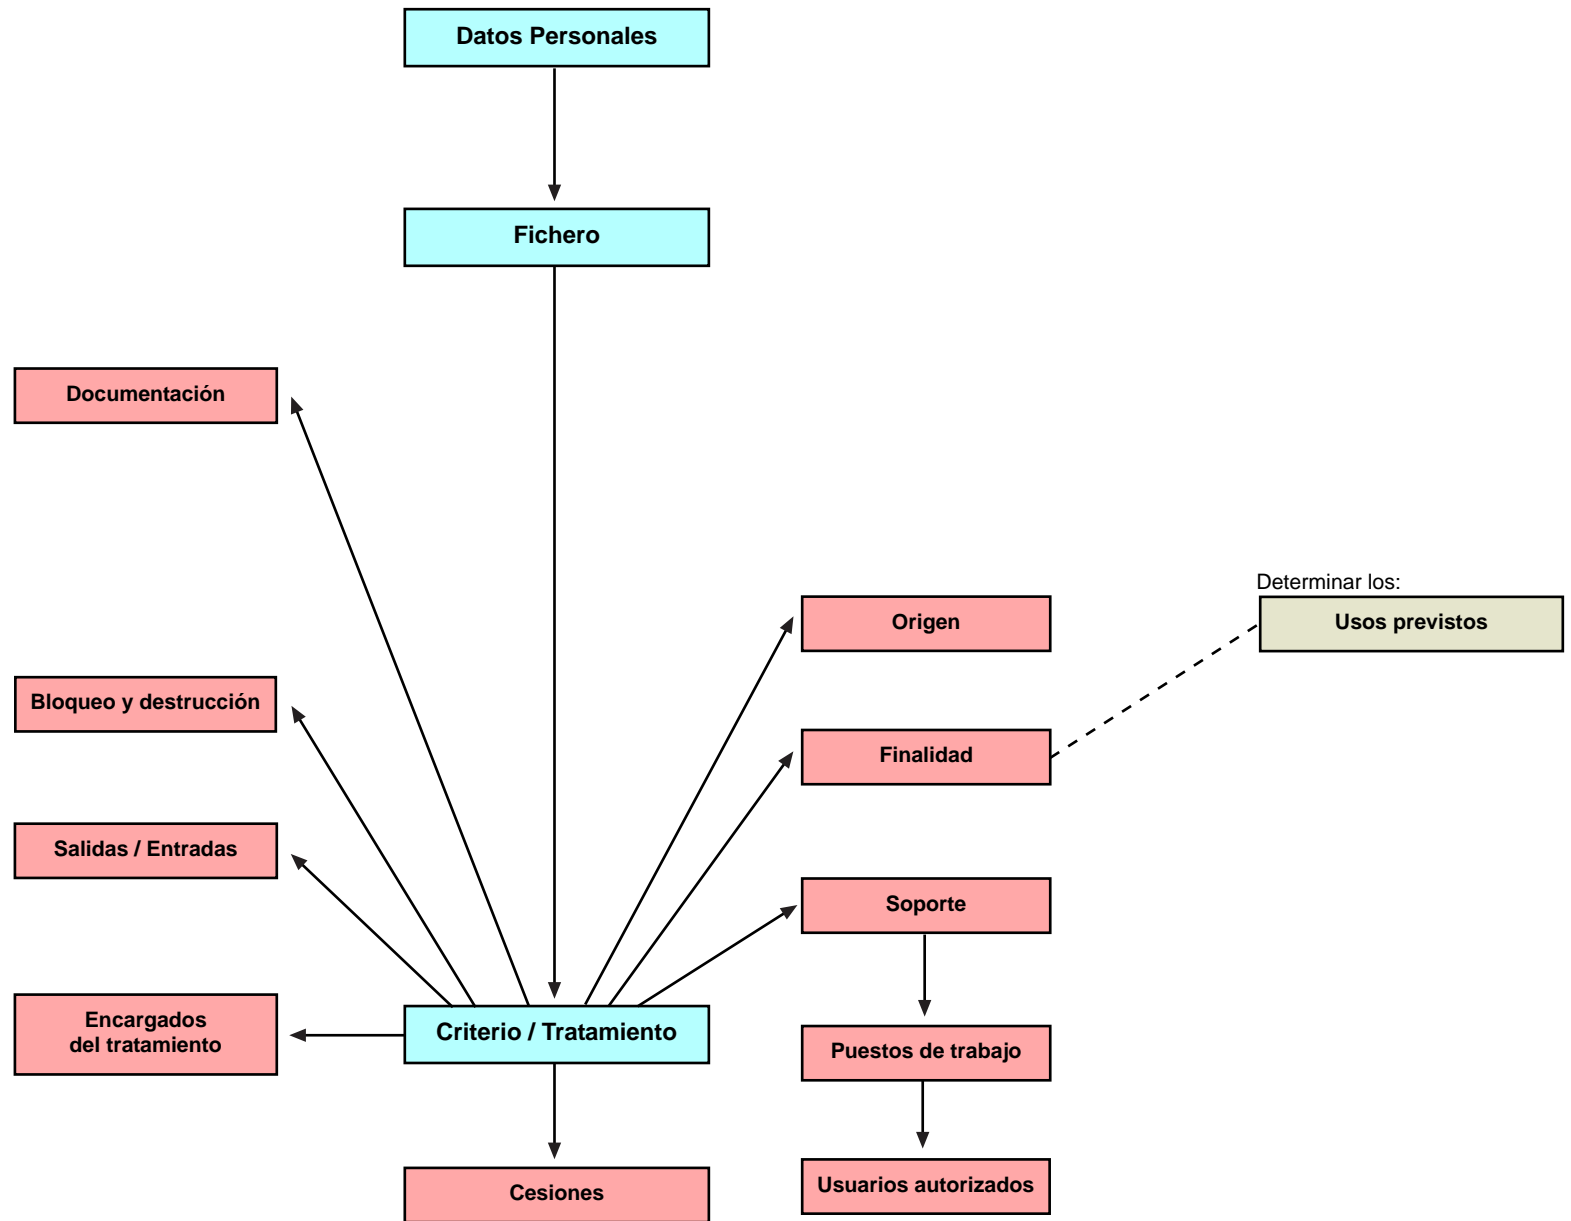 Datos Personales
Fichero
Documentación
Determinar los:
Origen
Usos previstos
Bloqueo y destrucción
Finalidad
Salidas / Entradas
Soporte
Encargados
del tratamiento
Criterio / Tratamiento
Puestos de trabajo
Cesiones
Usuarios autorizados